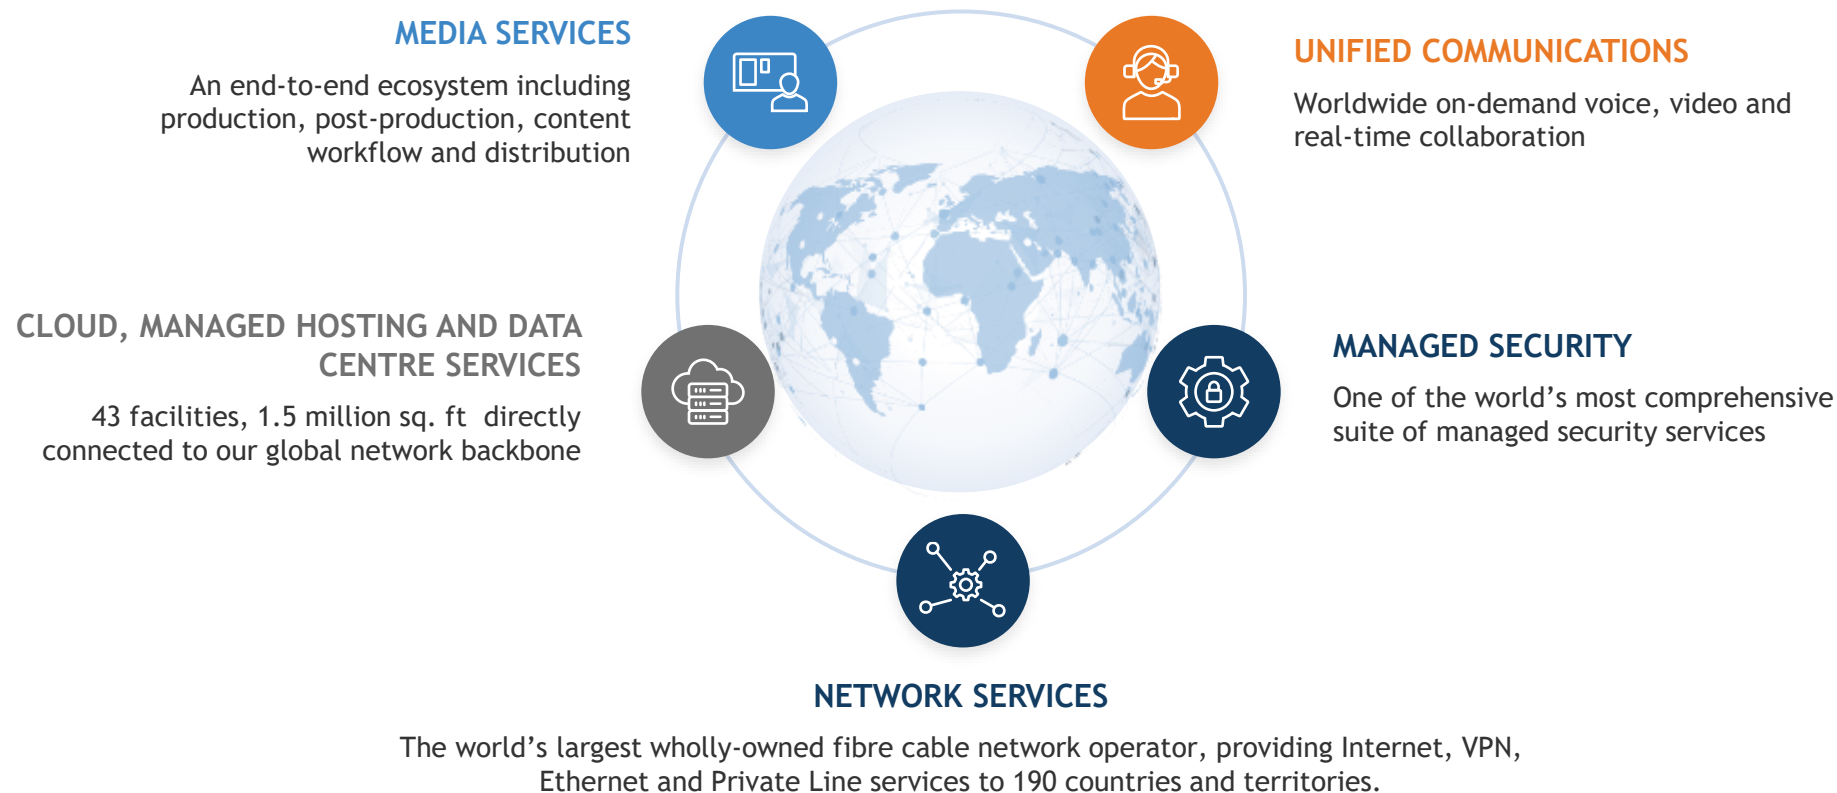 MEDIA SERVICES
An end-to-end ecosystem including
production, post-production, content
workflow and distribution
UNIFIED COMMUNICATIONS
Worldwide on-demand voice, video and
real-time collaboration
CLOUD, MANAGED HOSTING AND DATA
CENTRE SERVICES
43 facilities, 1.5 million sq. ft directly
connected to our global network backbone
MANAGED SECURITY
One of the world’s most comprehensive
suite of managed security services
NETWORK SERVICES
The world’s largest wholly-owned fibre cable network operator, providing Internet, VPN,
Ethernet and Private Line services to 190 countries and territories.